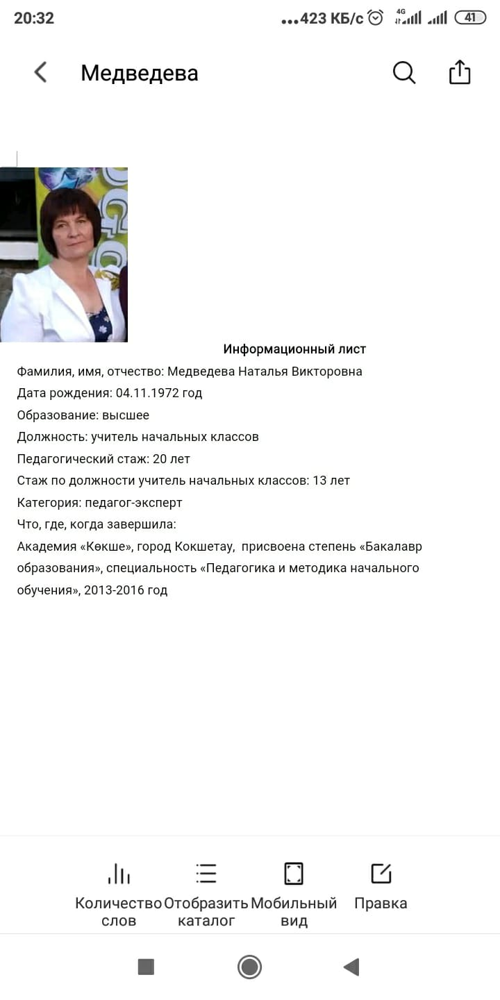 20:32
...423 КБ/с 4G 41
Медведева
Информационный лист
Фамилия, имя, отчество: Медведева Наталья Викторовна
Дата рождения: 04.11.1972 год
Образование: высшее
Должность: учитель начальных классов
Педагогический стаж: 20 лет
Стаж по должности учитель начальных классов: 13 лет
Категория: педагог-эксперт
Что, где, когда завершила:
Академия «Көкше», город Кокшетау, присвоена степень «Бакалавр
образования», специальность «Педагогика и методика начального
обучения», 2013-2016 год
Количество слов
Отобразить каталог
Мобильный вид
Правка